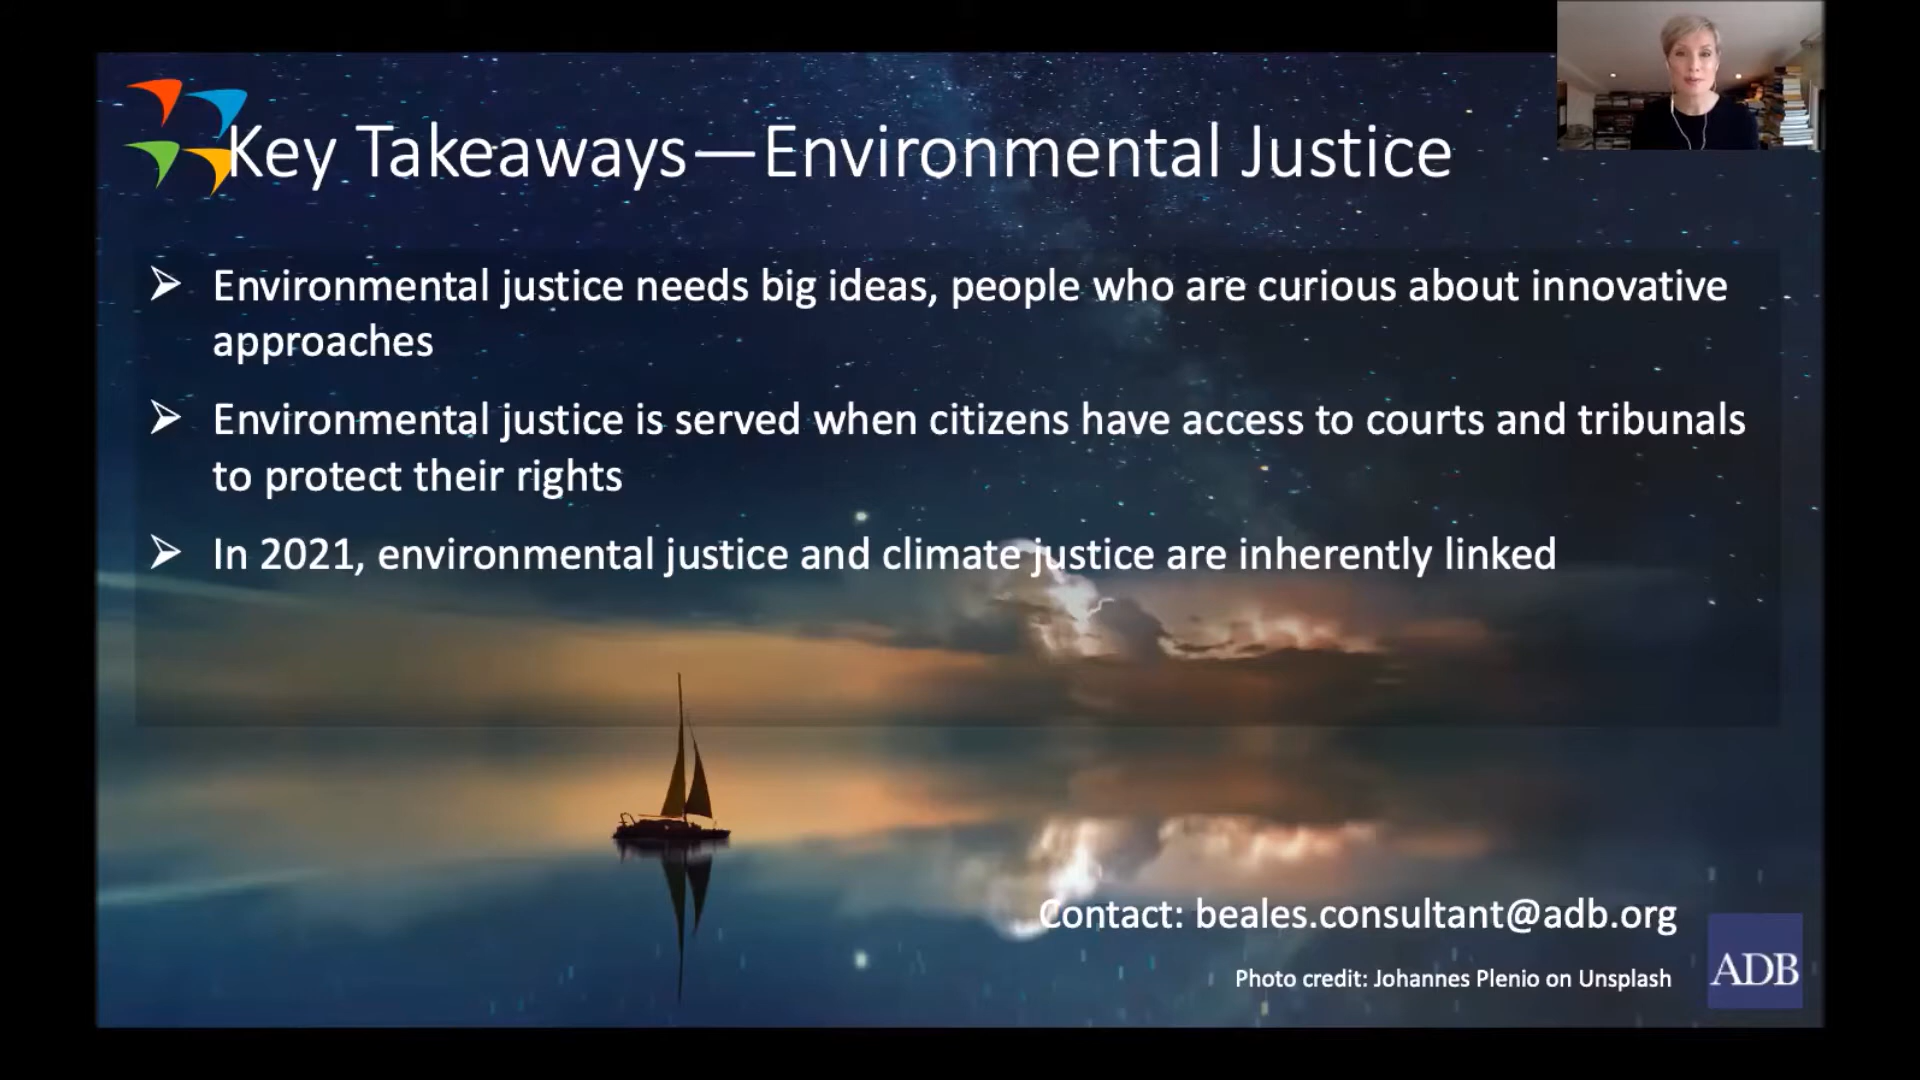 Key Takeaways—Environmental Justice
Environmental justice needs big ideas, people who are curious about innovative
approaches
Environmental justice is served when citizens have access to courts and tribunals
to protect their rights
In 2021, environmental justice and climate justice are inherently linked
Contact: beales.consultant@adb.org
Photo credit: Johannes Plenio on Unsplash
ADB